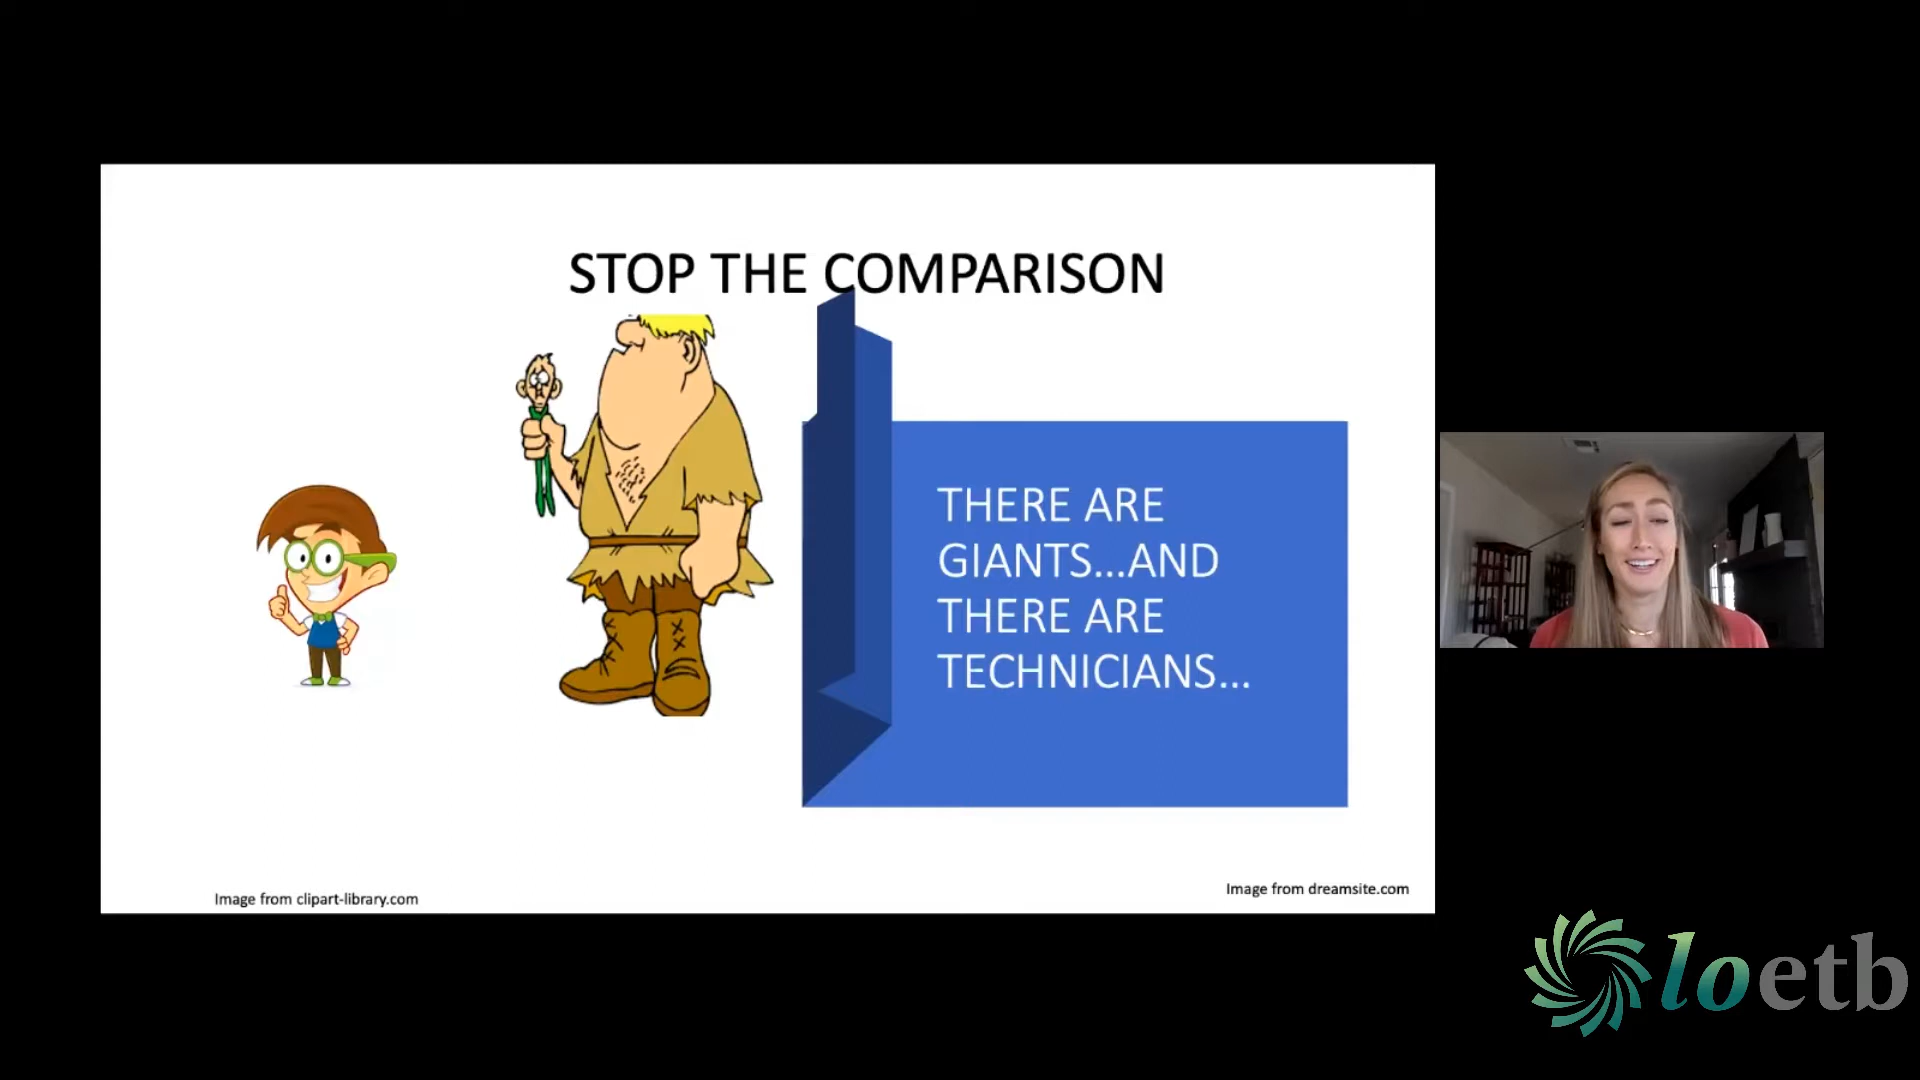 STOP THE COMPARISON
THERE ARE
GIANTS...AND
THERE ARE
TECHNICIANS...
Image from clipart-library.com
Image from dreamsite.com
loetb